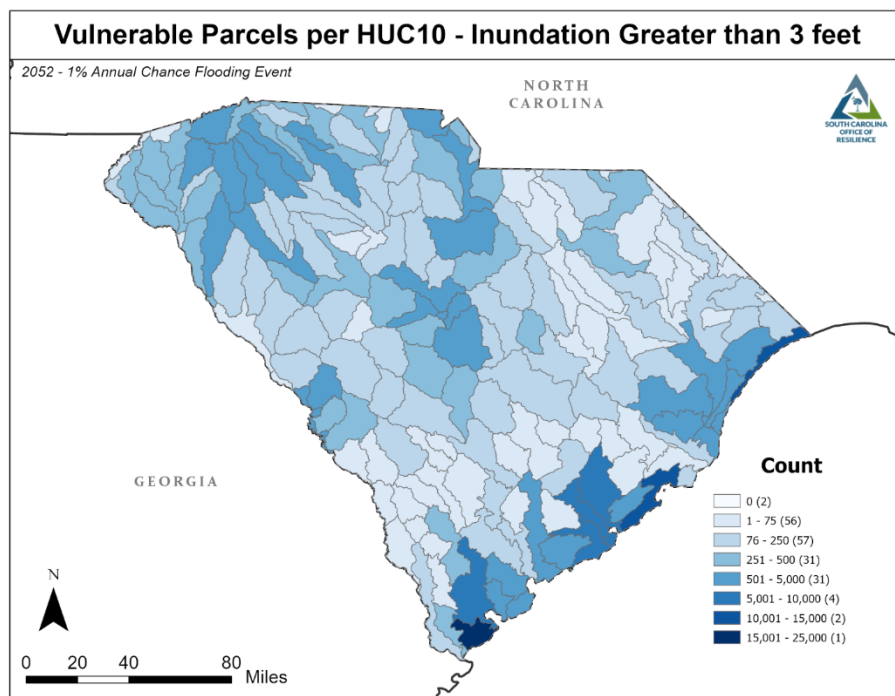 Vulnerable Parcels per HUC10 - Inundation Greater than 3 feet
2052 - 1% Annual Chance Flooding Event
NORTH
CAROLINA
SOUTH CAROLINA
OFFICE OF
RESILIENCE
GEORGIA
Count
0 (2)
1 - 75 (56)
76 - 250 (57)
251 - 500 (31)
501 - 5,000 (31)
5,001 - 10,000 (4)
10,001 - 15,000 (2)
15,001 - 25,000 (1)
N
0 20 40 80 Miles